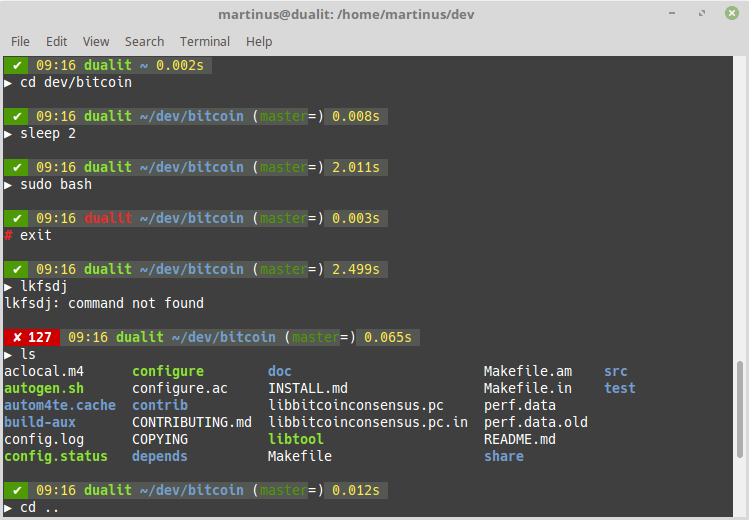 martinus@dualit: /home/martinus/dev
File Edit View Search Terminal Help
✔ 09:16 dualit ~ 0.002s
▶ cd dev/bitcoin
✔ 09:16 dualit ~/dev/bitcoin (master=) 0.008s
▶ sleep 2
✔ 09:16 dualit ~/dev/bitcoin (master=) 2.011s
▶ sudo bash
✔ 09:16 dualit ~/dev/bitcoin (master=) 0.003s
# exit
✔ 09:16 dualit ~/dev/bitcoin (master=) 2.499s
▶ lkfsdj
lkfsdj: command not found
✘ 127 09:16 dualit ~/dev/bitcoin (master=) 0.065s
▶ ls
aclocal.m4 configure doc Makefile.am src
autogen.sh configure.ac INSTALL.md Makefile.in test
autom4te.cache contrib libbitcoinconsensus.pc perf.data
build-aux CONTRIBUTING.md libbitcoinconsensus.pc.in perf.data.old
config.log COPYING libtool README.md
config.status depends Makefile share
✔ 09:16 dualit ~/dev/bitcoin (master=) 0.012s
▶ cd ..